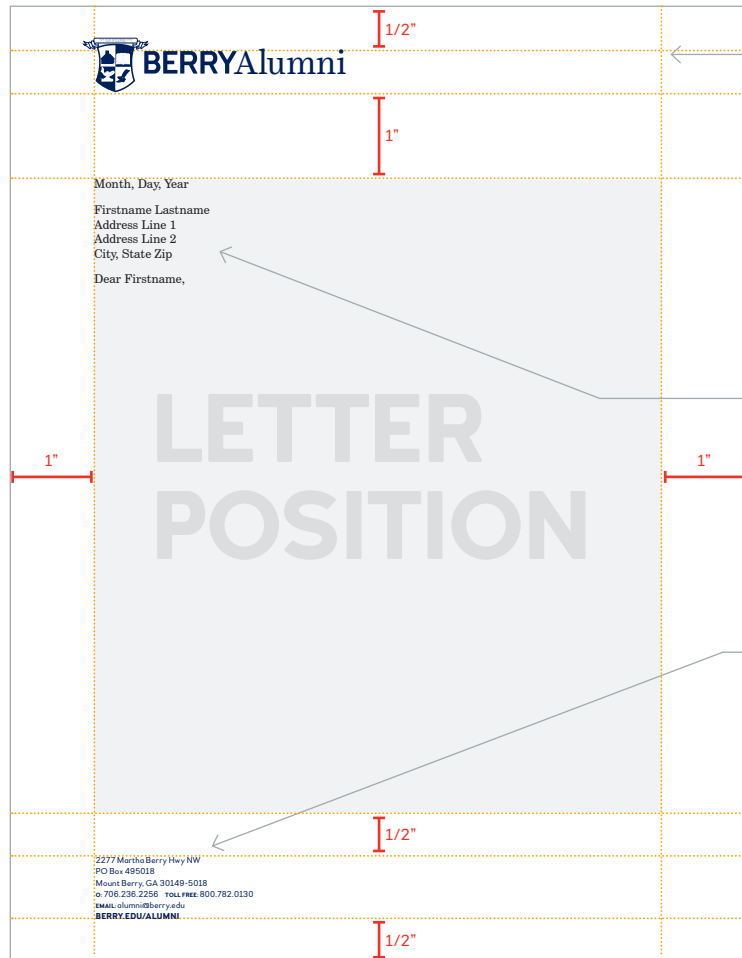 1/2"
BERRYAlumni
1"
Month, Day, Year
Firstname Lastname
Address Line 1
Address Line 2
City, State Zip
Dear Firstname,
LETTER
1" 1"
POSITION
1/2"
2277 Martha Berry Hwy NW
PO Box 495018
Mount Berry, GA 30149-5018
O: 706.236.2256 TOLL FREE: 800.782.0130
EMAIL: alumni@berry.edu
BERRY.EDU/ALUMNI
1/2"